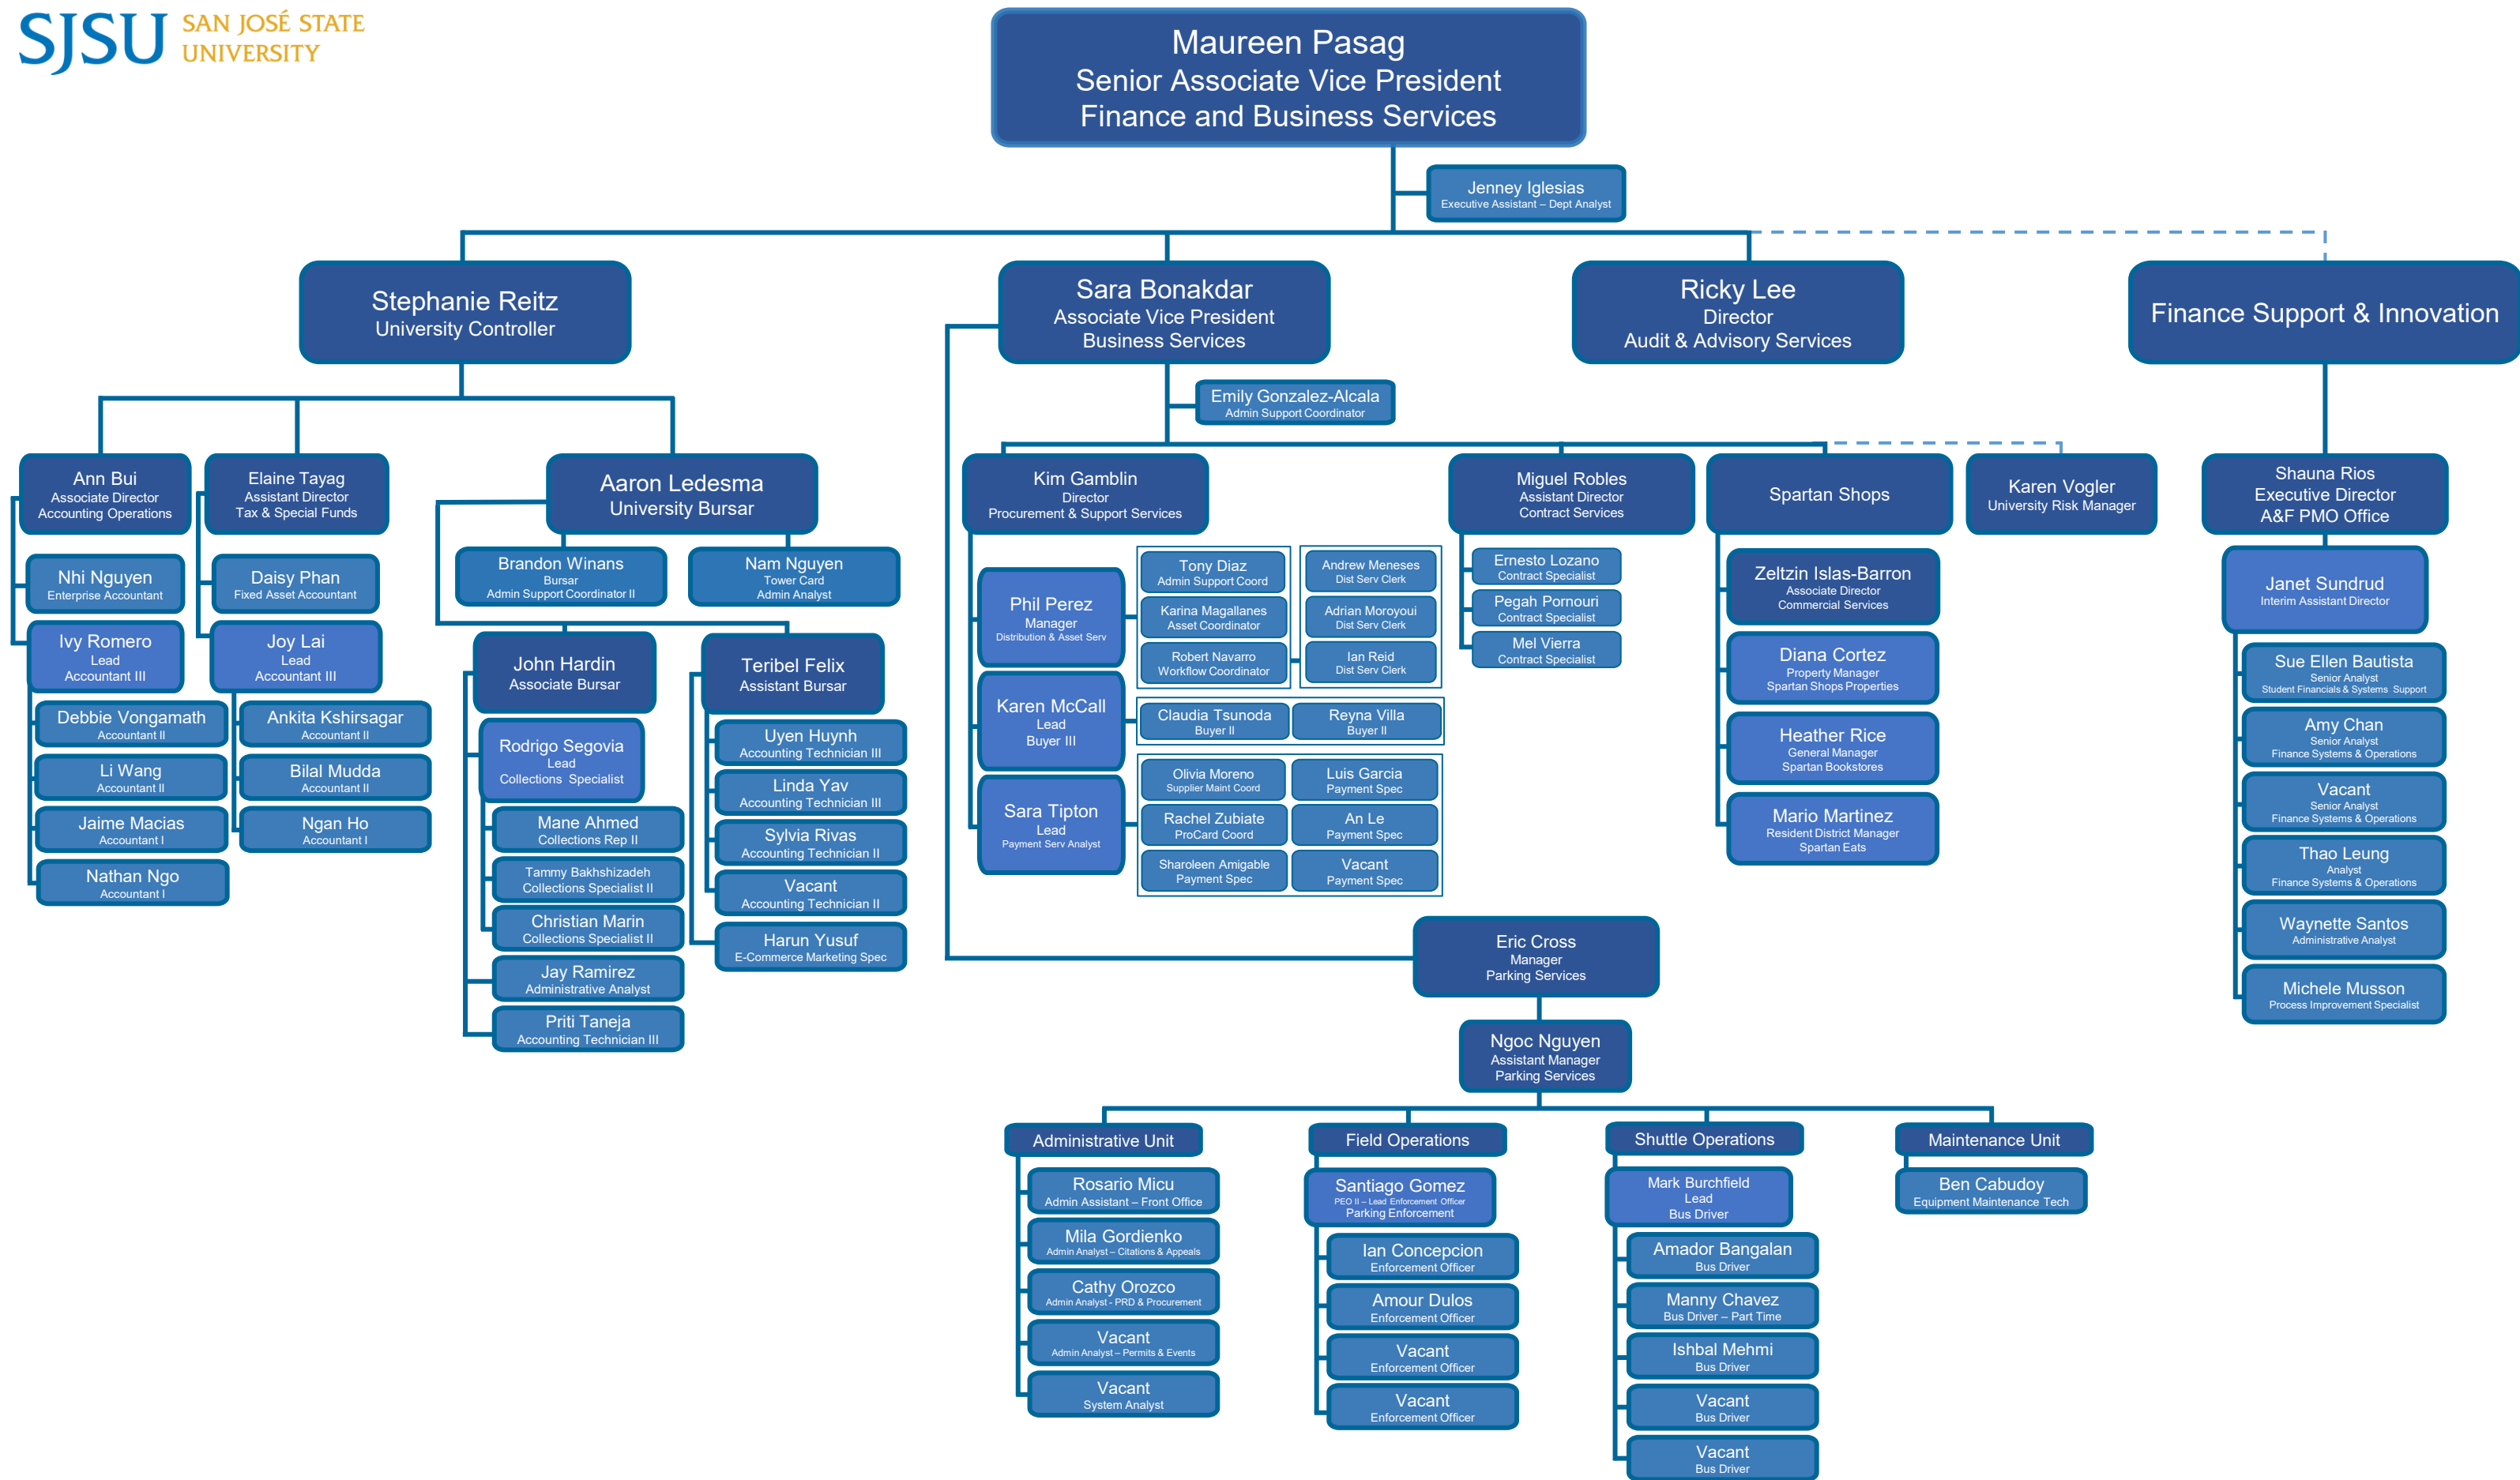 SJSU
SAN JOSÉ STATE
UNIVERSITY
Maureen Pasag
Senior Associate Vice President
Finance and Business Services
Jenney Iglesias
Executive Assistant – Dept Analyst
Stephanie Reitz
University Controller
Sara Bonakdar
Associate Vice President
Business Services
Ricky Lee
Director
Audit & Advisory Services
Finance Support & Innovation
Emily Gonzalez-Alcala
Admin Support Coordinator
Ann Bui
Associate Director
Accounting Operations
Nhi Nguyen
Enterprise Accountant
Ivy Romero
Lead
Accountant III
Debbie Vongamath
Accountant II
Li Wang
Accountant II
Jaime Macias
Accountant I
Nathan Ngo
Accountant I
Elaine Tayag
Assistant Director
Tax & Special Funds
Daisy Phan
Fixed Asset Accountant
Joy Lai
Lead
Accountant III
Ankita Kshirsagar
Accountant II
Bilal Mudda
Accountant II
Ngan Ho
Accountant I
Aaron Ledesma
University Bursar
Brandon Winans
Bursar
Admin Support Coordinator II
Nam Nguyen
Tower Card
Admin Analyst
John Hardin
Associate Bursar
Rodrigo Segovia
Lead
Collections Specialist
Mane Ahmed
Collections Rep II
Tammy Bakhshizadeh
Collections Specialist II
Christian Marin
Collections Specialist II
Jay Ramirez
Administrative Analyst
Priti Taneja
Accounting Technician III
Teribel Felix
Assistant Bursar
Uyen Huynh
Accounting Technician III
Linda Yav
Accounting Technician III
Sylvia Rivas
Accounting Technician II
Vacant
Accounting Technician II
Harun Yusuf
E-Commerce Marketing Spec
Kim Gamblin
Director
Procurement & Support Services
Phil Perez
Manager
Distribution & Asset Serv
Tony Diaz
Admin Support Coord
Karina Magallanes
Asset Coordinator
Robert Navarro
Workflow Coordinator
Andrew Meneses
Dist Serv Clerk
Adrian Moroyoui
Dist Serv Clerk
Ian Reid
Dist Serv Clerk
Karen McCall
Lead
Buyer III
Claudia Tsunoda
Buyer II
Reyna Villa
Buyer II
Sara Tipton
Lead
Payment Serv Analyst
Olivia Moreno
Supplier Maint Coord
Luis Garcia
Payment Spec
Rachel Zubiate
ProCard Coord
An Le
Payment Spec
Sharoleen Amigable
Payment Spec
Vacant
Payment Spec
Miguel Robles
Assistant Director
Contract Services
Ernesto Lozano
Contract Specialist
Pegah Pornouri
Contract Specialist
Mel Vierra
Contract Specialist
Spartan Shops
Zeltzin Islas-Barron
Associate Director
Commercial Services
Diana Cortez
Property Manager
Spartan Shops Properties
Heather Rice
General Manager
Spartan Bookstores
Mario Martinez
Resident District Manager
Spartan Eats
Karen Vogler
University Risk Manager
Shauna Rios
Executive Director
A&F PMO Office
Janet Sundrud
Interim Assistant Director
Sue Ellen Bautista
Senior Analyst
Student Financials & Systems Support
Amy Chan
Senior Analyst
Finance Systems & Operations
Vacant
Senior Analyst
Finance Systems & Operations
Thao Leung
Analyst
Finance Systems & Operations
Waynette Santos
Administrative Analyst
Michele Musson
Process Improvement Specialist
Eric Cross
Manager
Parking Services
Ngoc Nguyen
Assistant Manager
Parking Services
Administrative Unit
Rosario Micu
Admin Assistant – Front Office
Mila Gordienko
Admin Analyst – Citations & Appeals
Cathy Orozco
Admin Analyst - PRD & Procurement
Vacant
Admin Analyst – Permits & Events
Vacant
System Analyst
Field Operations
Santiago Gomez
PEO II – Lead Enforcement Officer
Parking Enforcement
Ian Concepcion
Enforcement Officer
Amour Dulos
Enforcement Officer
Vacant
Enforcement Officer
Vacant
Enforcement Officer
Shuttle Operations
Mark Burchfield
Lead
Bus Driver
Amador Bangalan
Bus Driver
Manny Chavez
Bus Driver – Part Time
Ishbal Mehmi
Bus Driver
Vacant
Bus Driver
Vacant
Bus Driver
Maintenance Unit
Ben Cabudoy
Equipment Maintenance Tech